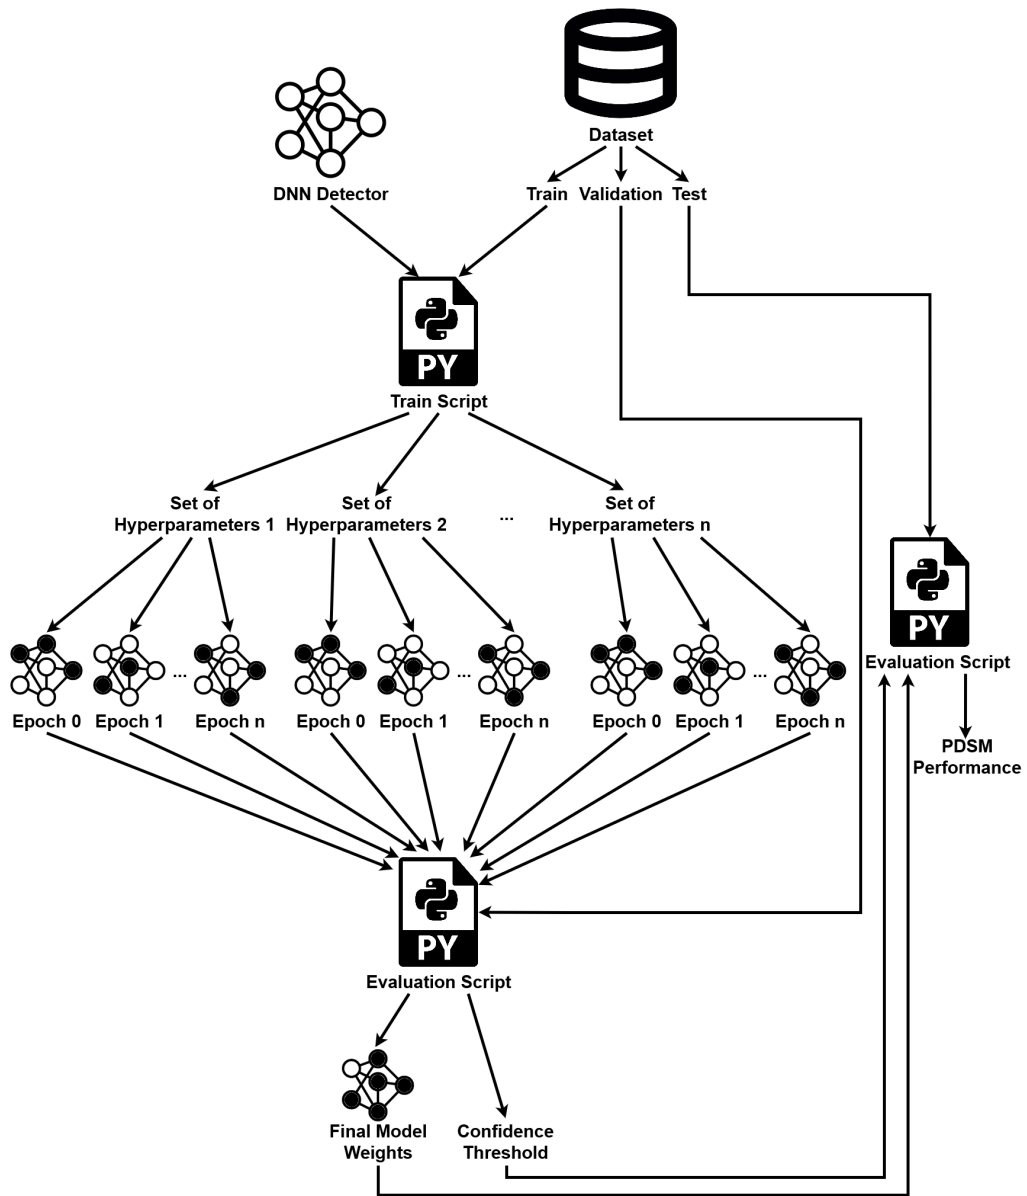 Dataset
DNN Detector
Train Validation Test
PY
Train Script
Set of
Hyperparameters 1
Set of
Hyperparameters 2
...
Set of
Hyperparameters n
PY
Evaluation Script
... ... ...
Epoch 0 Epoch 1 Epoch n Epoch 0 Epoch 1 Epoch n Epoch 0 Epoch 1 Epoch n
PDSM
Performance
PY
Evaluation Script
Final Model
Weights
Confidence
Threshold